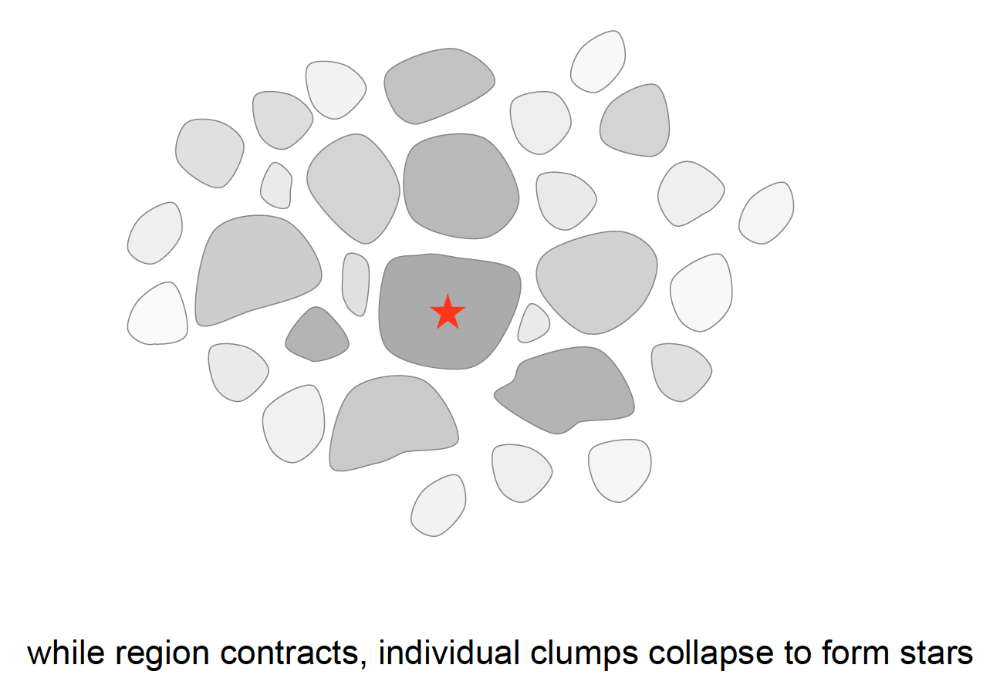 while region contracts, individual clumps collapse to form stars